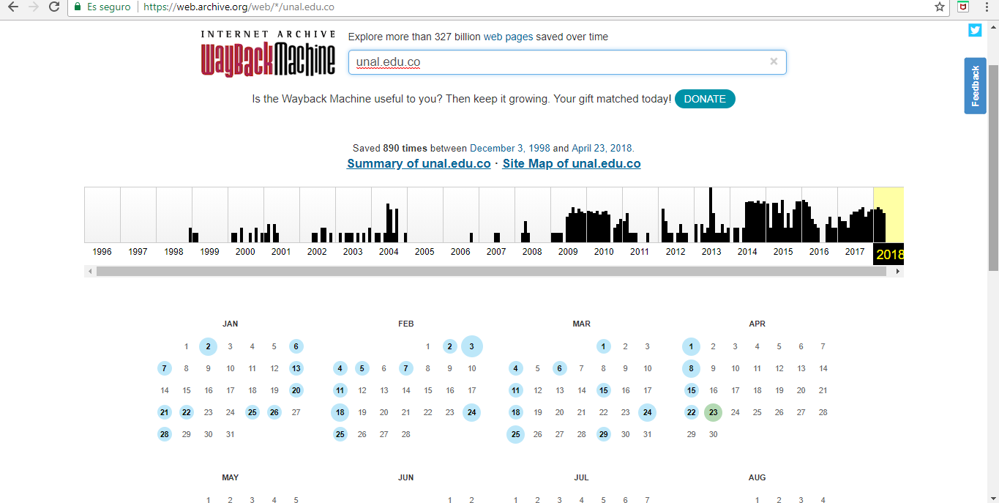 Es seguro https://web.archive.org/web/*/unal.edu.co
INTERNET ARCHIVE
WayBackMachine
Explore more than 327 billion web pages saved over time
unal.edu.co
Feedback
Is the Wayback Machine useful to you? Then keep it growing. Your gift matched today! DONATE
Saved 890 times between December 3, 1998 and April 23, 2018.
Summary of unal.edu.co · Site Map of unal.edu.co
1996 1997 1998 1999 2000 2001 2002 2003 2004 2005 2006 2007 2008 2009 2010 2011 2012 2013 2014 2015 2016 2017 2018
JAN
1 2 3 4 5 6
7 8 9 10 11 12 13
14 15 16 17 18 19 20
21 22 23 24 25 26 27
28 29 30 31
FEB
1 2 3
4 5 6 7 8 9 10
11 12 13 14 15 16 17
18 19 20 21 22 23 24
25 26 27 28
MAR
1 2 3
4 5 6 7 8 9 10
11 12 13 14 15 16 17
18 19 20 21 22 23 24
25 26 27 28 29 30 31
APR
1 2 3 4 5 6 7
8 9 10 11 12 13 14
15 16 17 18 19 20 21
22 23 24 25 26 27 28
29 30
MAY
1 2 3 4 5
JUN
1 2
JUL
1 2 3 4 5 6 7
AUG
1 2 3 4